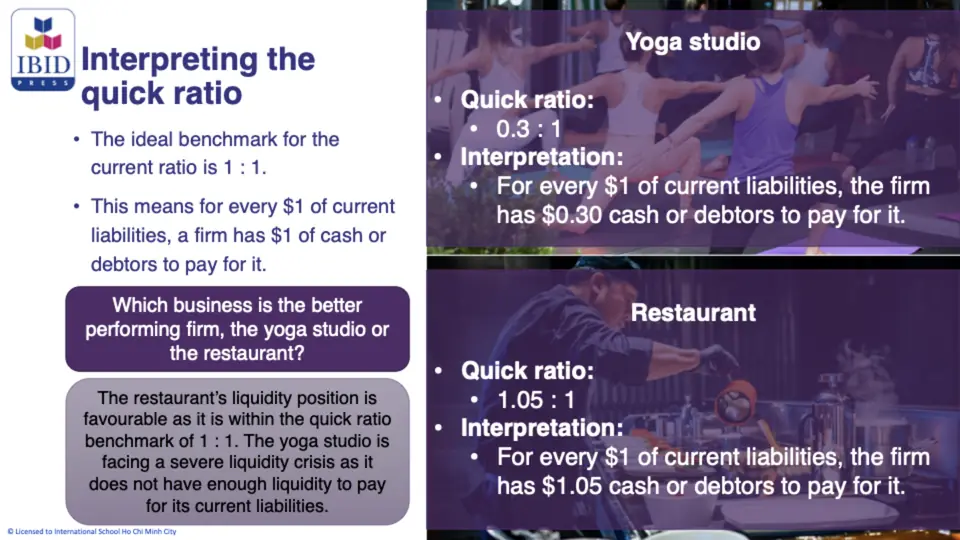 IBID
PRESS
Interpreting the
quick ratio
• The ideal benchmark for the
current ratio is 1 : 1.
• This means for every $1 of current
liabilities, a firm has $1 of cash or
debtors to pay for it.
Which business is the better
performing firm, the yoga studio or
the restaurant?
The restaurant's liquidity position is
favourable as it is within the quick ratio
benchmark of 1 : 1. The yoga studio is
facing a severe liquidity crisis as it
does not have enough liquidity to pay
for its current liabilities.
© Licensed to International School Ho Chi Minh City
Yoga studio
• Quick ratio:
• 0.3 : 1
• Interpretation:
• For every $1 of current liabilities, the firm
has $0.30 cash or debtors to pay for it.
Restaurant
• Quick ratio:
• 1.05 : 1
• Interpretation:
• For every $1 of current liabilities, the firm
has $1.05 cash or debtors to pay for it.